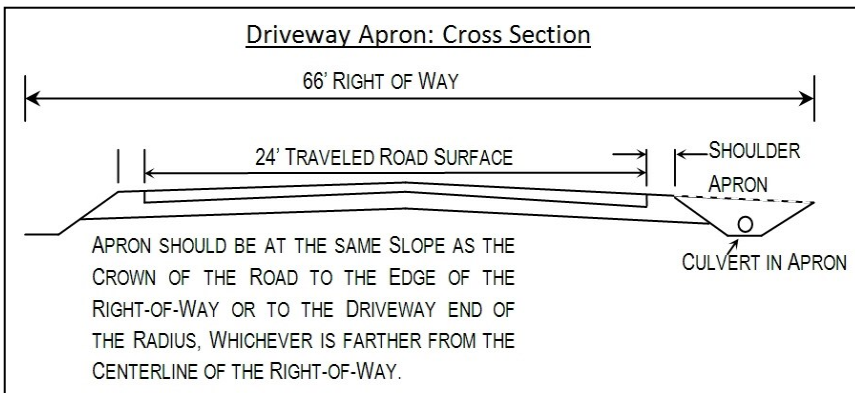 Driveway Apron: Cross Section
66' RIGHT OF WAY
24' TRAVELED ROAD SURFACE
SHOULDER
APRON
CULVERT IN APRON
APRON SHOULD BE AT THE SAME SLOPE AS THE
CROWN OF THE ROAD TO THE EDGE OF THE
RIGHT-OF-WAY OR TO THE DRIVEWAY END OF
THE RADIUS, WHICHEVER IS FARTHER FROM THE
CENTERLINE OF THE RIGHT-OF-WAY.